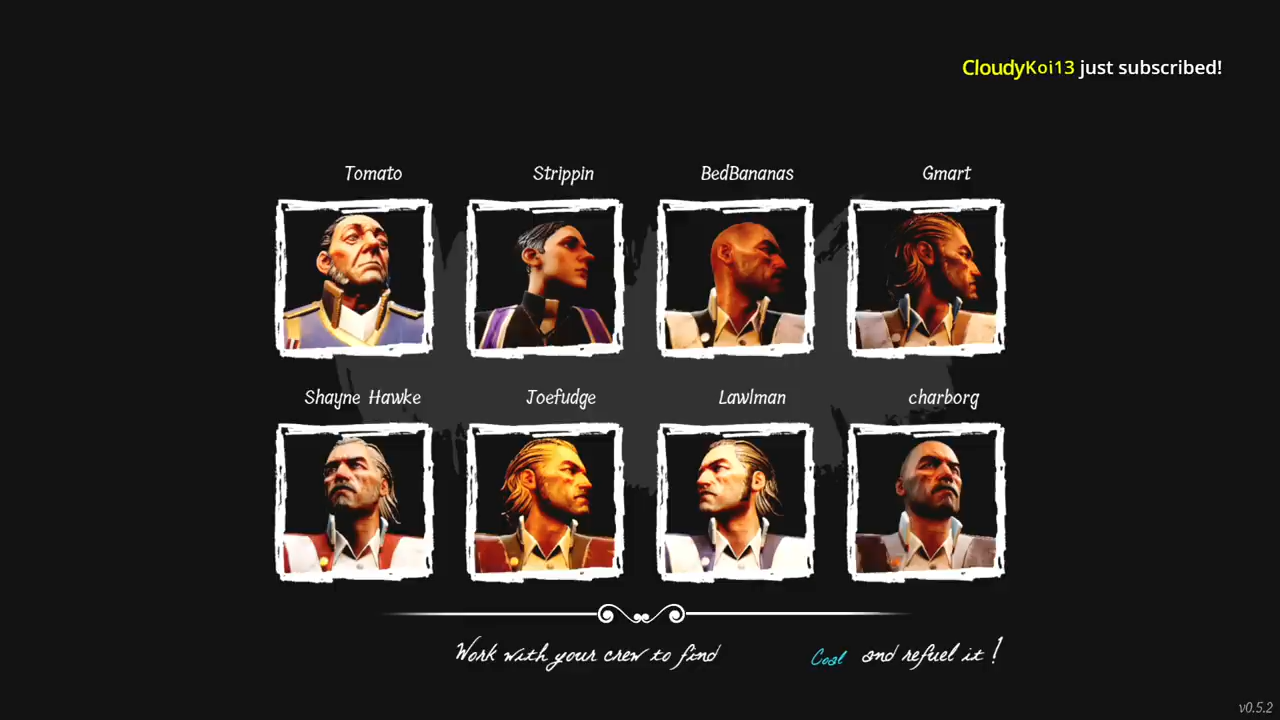 CloudyKoi13 just subscribed!
Tomato Strippin BedBananas Gmart
Shayne Hawke Joefudge Lawlman charborg
Work with your crew to find Coal and refuel it!
v0.5.2